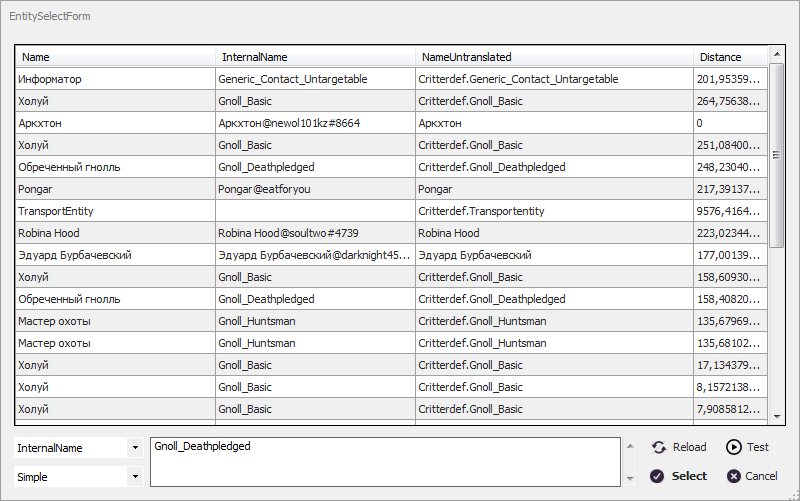 EntitySelectForm
Name InternalName NameUntranslated Distance
Информатор Generic_Contact_Untargetable Critterdef.Generic_Contact_Untargetable 201,95359...
Холуй Gnoll_Basic Critterdef.Gnoll_Basic 264,75638...
Аркхтон Аркхтон@newol101kz#8664 Аркхтон 0
Холуй Gnoll_Basic Critterdef.Gnoll_Basic 251,08400...
Обреченный гнолль Gnoll_Deathpledged Critterdef.Gnoll_Deathpledged 248,23040...
Pongar Pongar@eatforyou Pongar 217,39137...
TransportEntity Critterdef.Transportentity 9576,4164...
Robina Hood Robina Hood@soultwo#4739 Robina Hood 223,02344...
Эдуард Бурбачевский Эдуард Бурбачевский@darknight45... Эдуард Бурбачевский 177,00139...
Холуй Gnoll_Basic Critterdef.Gnoll_Basic 158,60930...
Обреченный гнолль Gnoll_Deathpledged Critterdef.Gnoll_Deathpledged 158,40820...
Мастер охоты Gnoll_Huntsman Critterdef.Gnoll_Huntsman 135,67969...
Мастер охоты Gnoll_Huntsman Critterdef.Gnoll_Huntsman 135,68102...
Холуй Gnoll_Basic Critterdef.Gnoll_Basic 17,134379...
Холуй Gnoll_Basic Critterdef.Gnoll_Basic 8,1572138...
Холуй Gnoll_Basic Critterdef.Gnoll_Basic 7,9085812...
InternalName Gnoll_Deathpledged Reload Test
Simple Select Cancel